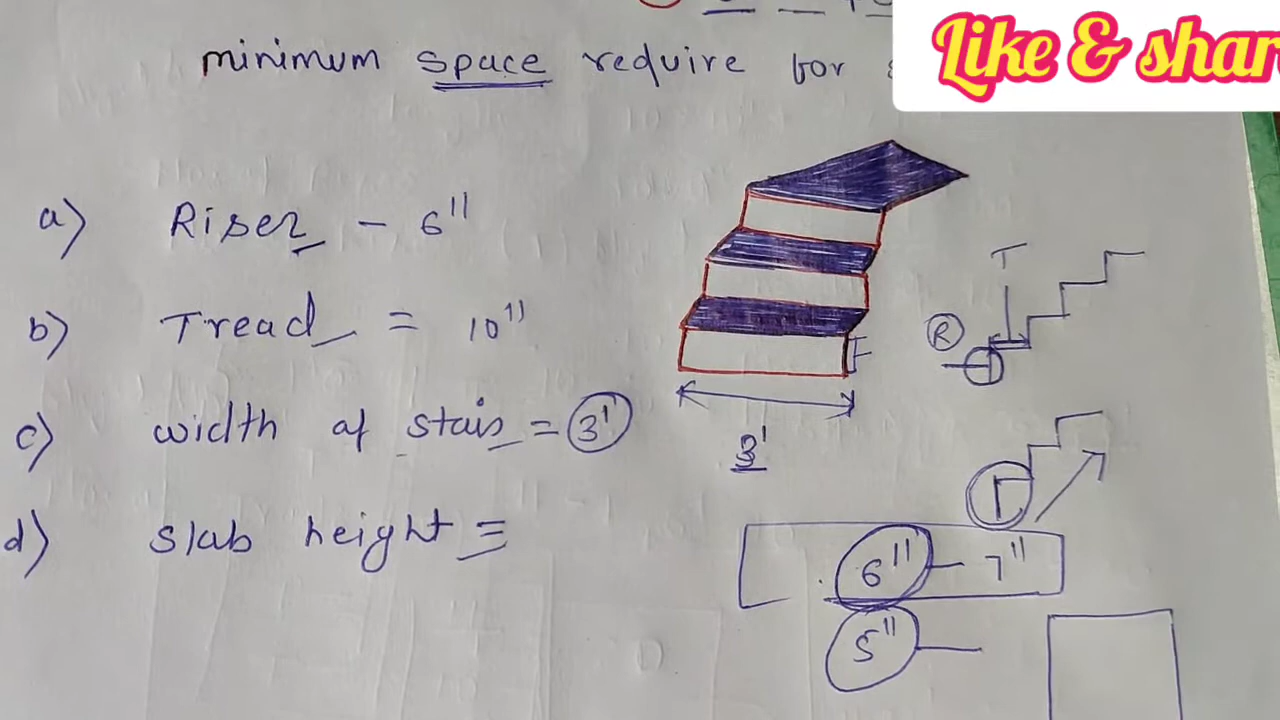 Like & shar
minimum space require for
a) Riser - 6"
b) Tread = 10"
c) width of stais = 3'
d) slab height =
3'
T
R
6" - 7"
5" -